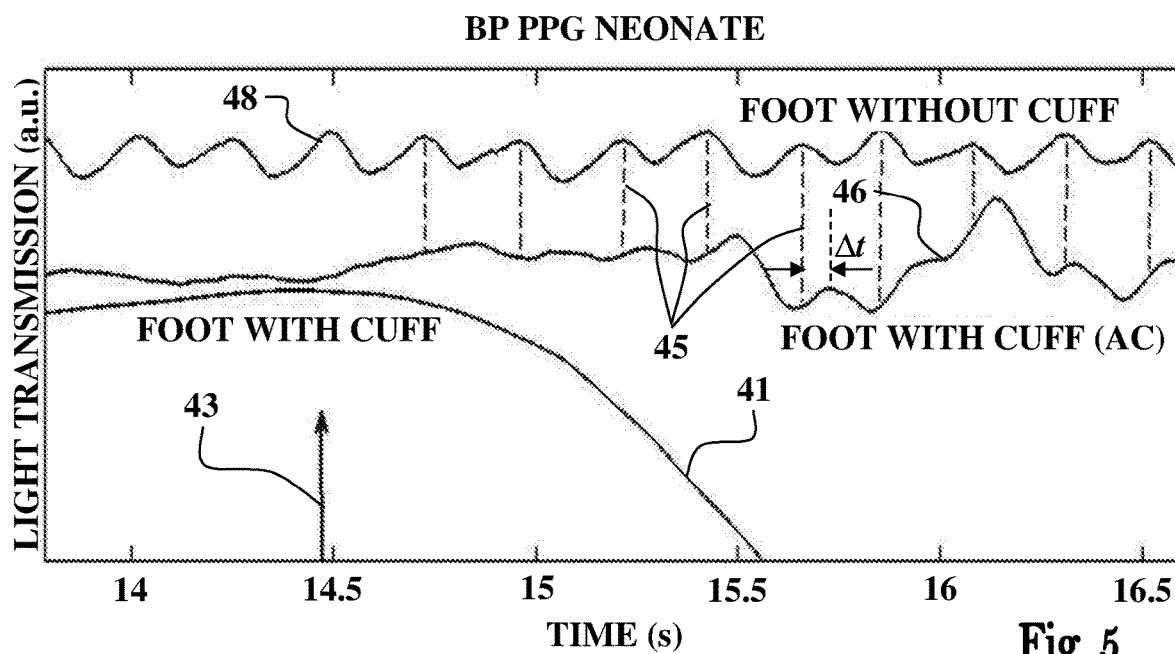 BP PPG NEONATE
LIGHT TRANSMISSION (a.u.)
48
FOOT WITHOUT CUFF
46
Δt
FOOT WITH CUFF
45
FOOT WITH CUFF (AC)
43
41
14 14.5 15 15.5 16 16.5
TIME (s)
Fig 5